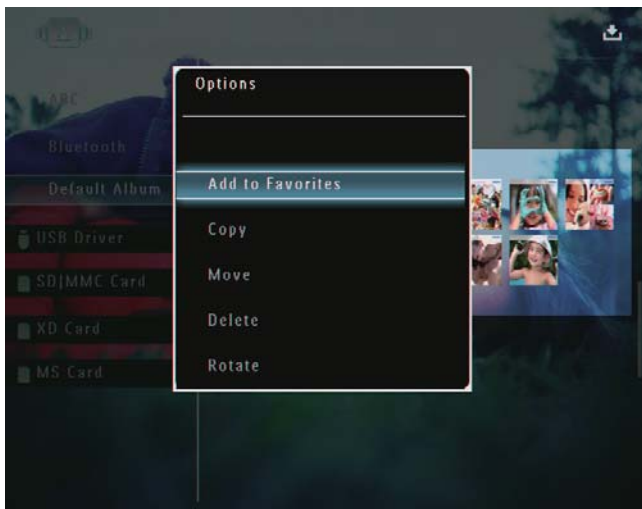 Options
Add to Favorites
Copy
Move
Delete
Rotate
ABC
Bluetooth
Default Album
USB Driver
SD|MMC Card
XD Card
MS Card